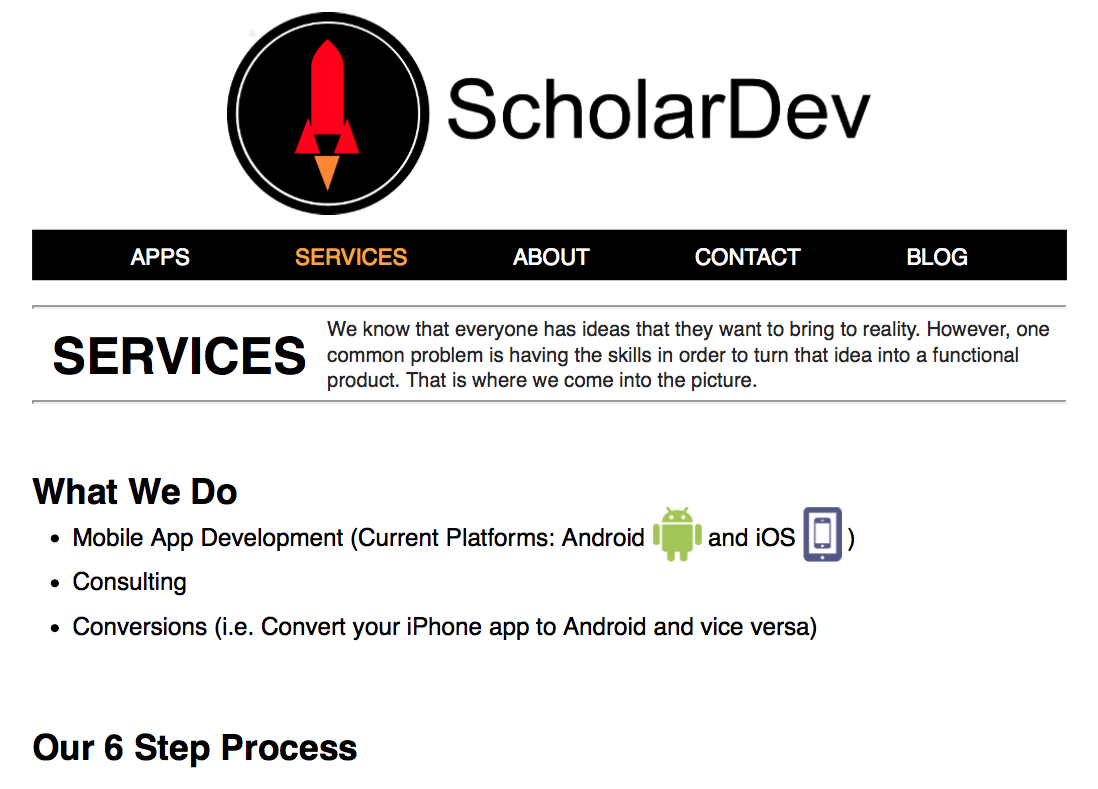 ScholarDev
APPS SERVICES ABOUT CONTACT BLOG
SERVICES
We know that everyone has ideas that they want to bring to reality. However, one
common problem is having the skills in order to turn that idea into a functional
product. That is where we come into the picture.
What We Do
• Mobile App Development (Current Platforms: Android and iOS )
• Consulting
• Conversions (i.e. Convert your iPhone app to Android and vice versa)
Our 6 Step Process